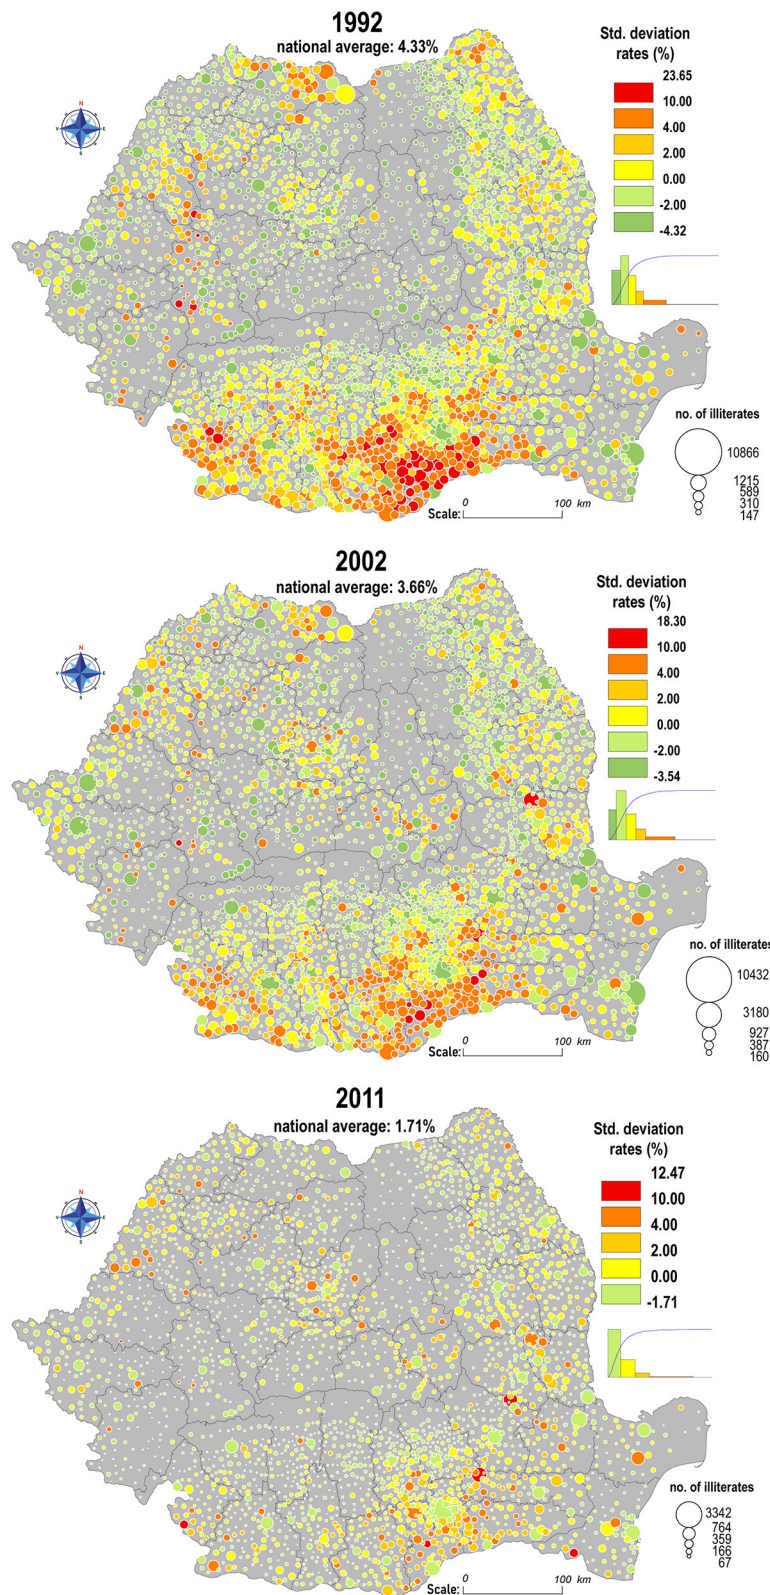 1992
national average: 4.33%
Std. deviation
rates (%)
23.65
10.00
4.00
2.00
0.00
-2.00
-4.32
N
V
E
S
no. of illiterates
10866
1215
589
310
147
Scale:
0
100 km
2002
national average: 3.66%
Std. deviation
rates (%)
18.30
10.00
4.00
2.00
0.00
-2.00
-3.54
N
V
E
S
no. of illiterates
10432
3180
927
387
160
Scale:
0
100 km
2011
national average: 1.71%
Std. deviation
rates (%)
12.47
10.00
4.00
2.00
0.00
-1.71
N
V
E
S
no. of illiterates
3342
764
359
166
67
Scale:
0
100 km